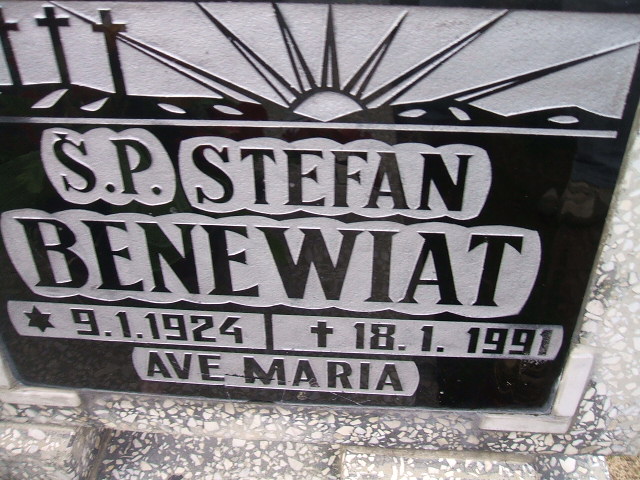 Ś.P. STEFAN
BENEWIAT
* 9.1.1924 † 18.1.1991
AVE MARIA